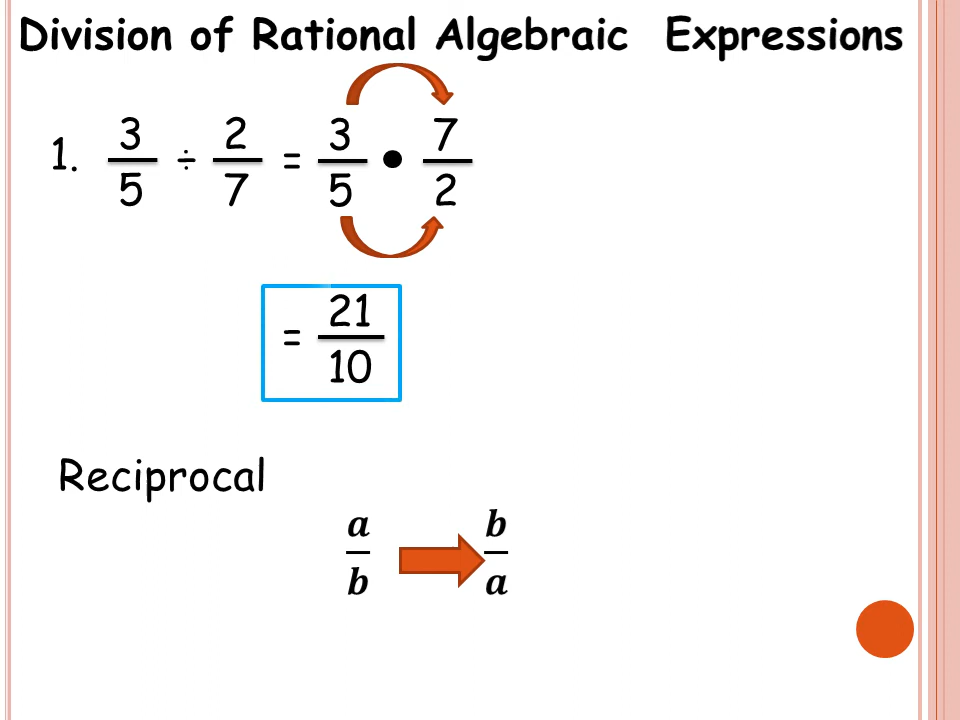 Division of Rational Algebraic Expressions
1. 3/5 ÷ 2/7 = 3/5 • 7/2
= 21/10
Reciprocal
a/b b/a